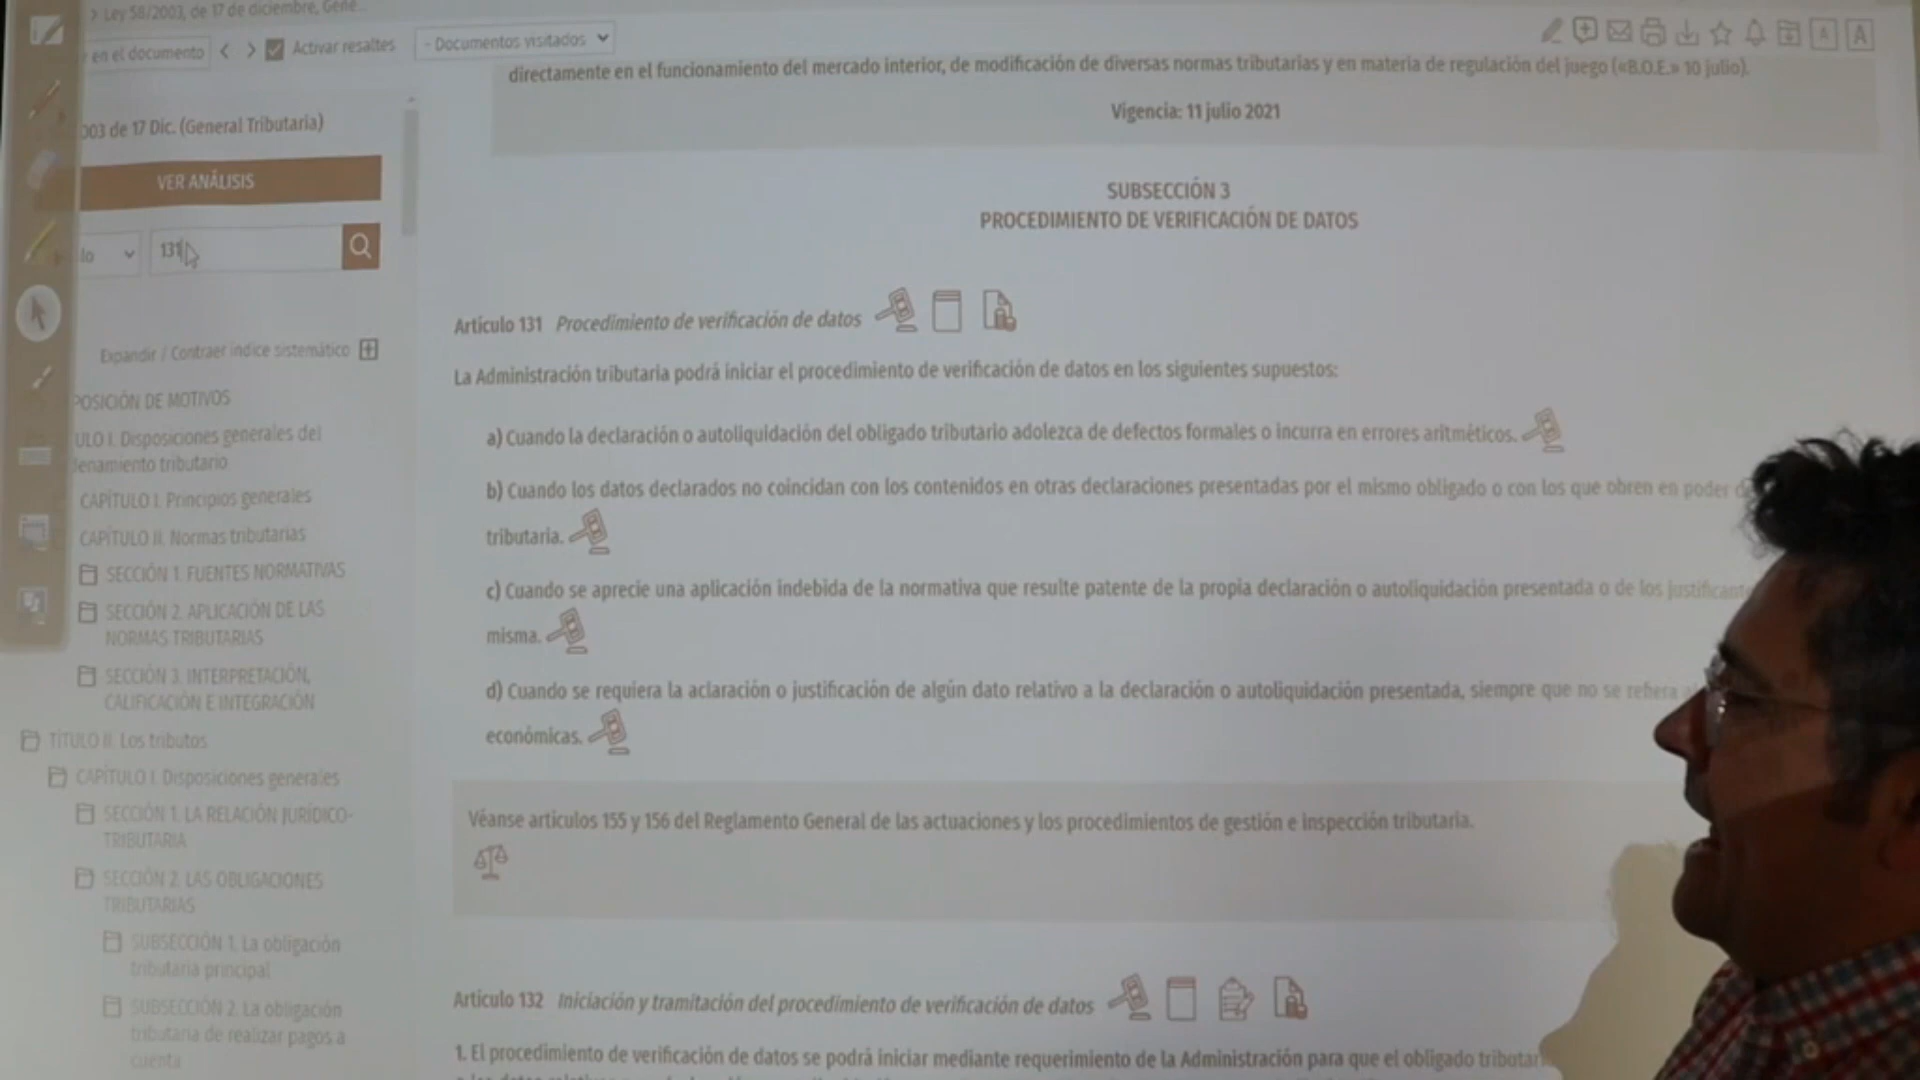 > Ley 58/2003, de 17 de diciembre, Gene...
en el documento < > Activar resaltes - Documentos visitados
A A
003 de 17 Dic. (General Tributaria)
VER ANÁLISIS
lo 131
Expandir / Contraer índice sistemático
POSICIÓN DE MOTIVOS
ULO I. Disposiciones generales del
enamiento tributario
CAPÍTULO I. Principios generales
CAPÍTULO II. Normas tributarias
SECCIÓN 1. FUENTES NORMATIVAS
SECCIÓN 2. APLICACIÓN DE LAS
NORMAS TRIBUTARIAS
SECCIÓN 3. INTERPRETACIÓN,
CALIFICACIÓN E INTEGRACIÓN
TÍTULO II. Los tributos
CAPÍTULO I. Disposiciones generales
SECCIÓN 1. LA RELACIÓN JURÍDICO-
TRIBUTARIA
SECCIÓN 2. LAS OBLIGACIONES
TRIBUTARIAS
SUBSECCIÓN 1. La obligación
tributaria principal
SUBSECCIÓN 2. La obligación
tributaria de realizar pagos a
cuenta
directamente en el funcionamiento del mercado interior, de modificación de diversas normas tributarias y en materia de regulación del juego («B.O.E.» 10 julio).
Vigencia: 11 julio 2021
SUBSECCIÓN 3
PROCEDIMIENTO DE VERIFICACIÓN DE DATOS
Artículo 131 Procedimiento de verificación de datos
La Administración tributaria podrá iniciar el procedimiento de verificación de datos en los siguientes supuestos:
a) Cuando la declaración o autoliquidación del obligado tributario adolezca de defectos formales o incurra en errores aritméticos.
b) Cuando los datos declarados no coincidan con los contenidos en otras declaraciones presentadas por el mismo obligado o con los que obren en poder
tributaria.
c) Cuando se aprecie una aplicación indebida de la normativa que resulte patente de la propia declaración o autoliquidación presentada o de los justificant
misma.
d) Cuando se requiera la aclaración o justificación de algún dato relativo a la declaración o autoliquidación presentada, siempre que no se refiera
económicas.
Véanse artículos 155 y 156 del Reglamento General de las actuaciones y los procedimientos de gestión e inspección tributaria.
Artículo 132 Iniciación y tramitación del procedimiento de verificación de datos
1. El procedimiento de verificación de datos se podrá iniciar mediante requerimiento de la Administración para que el obligado tributar